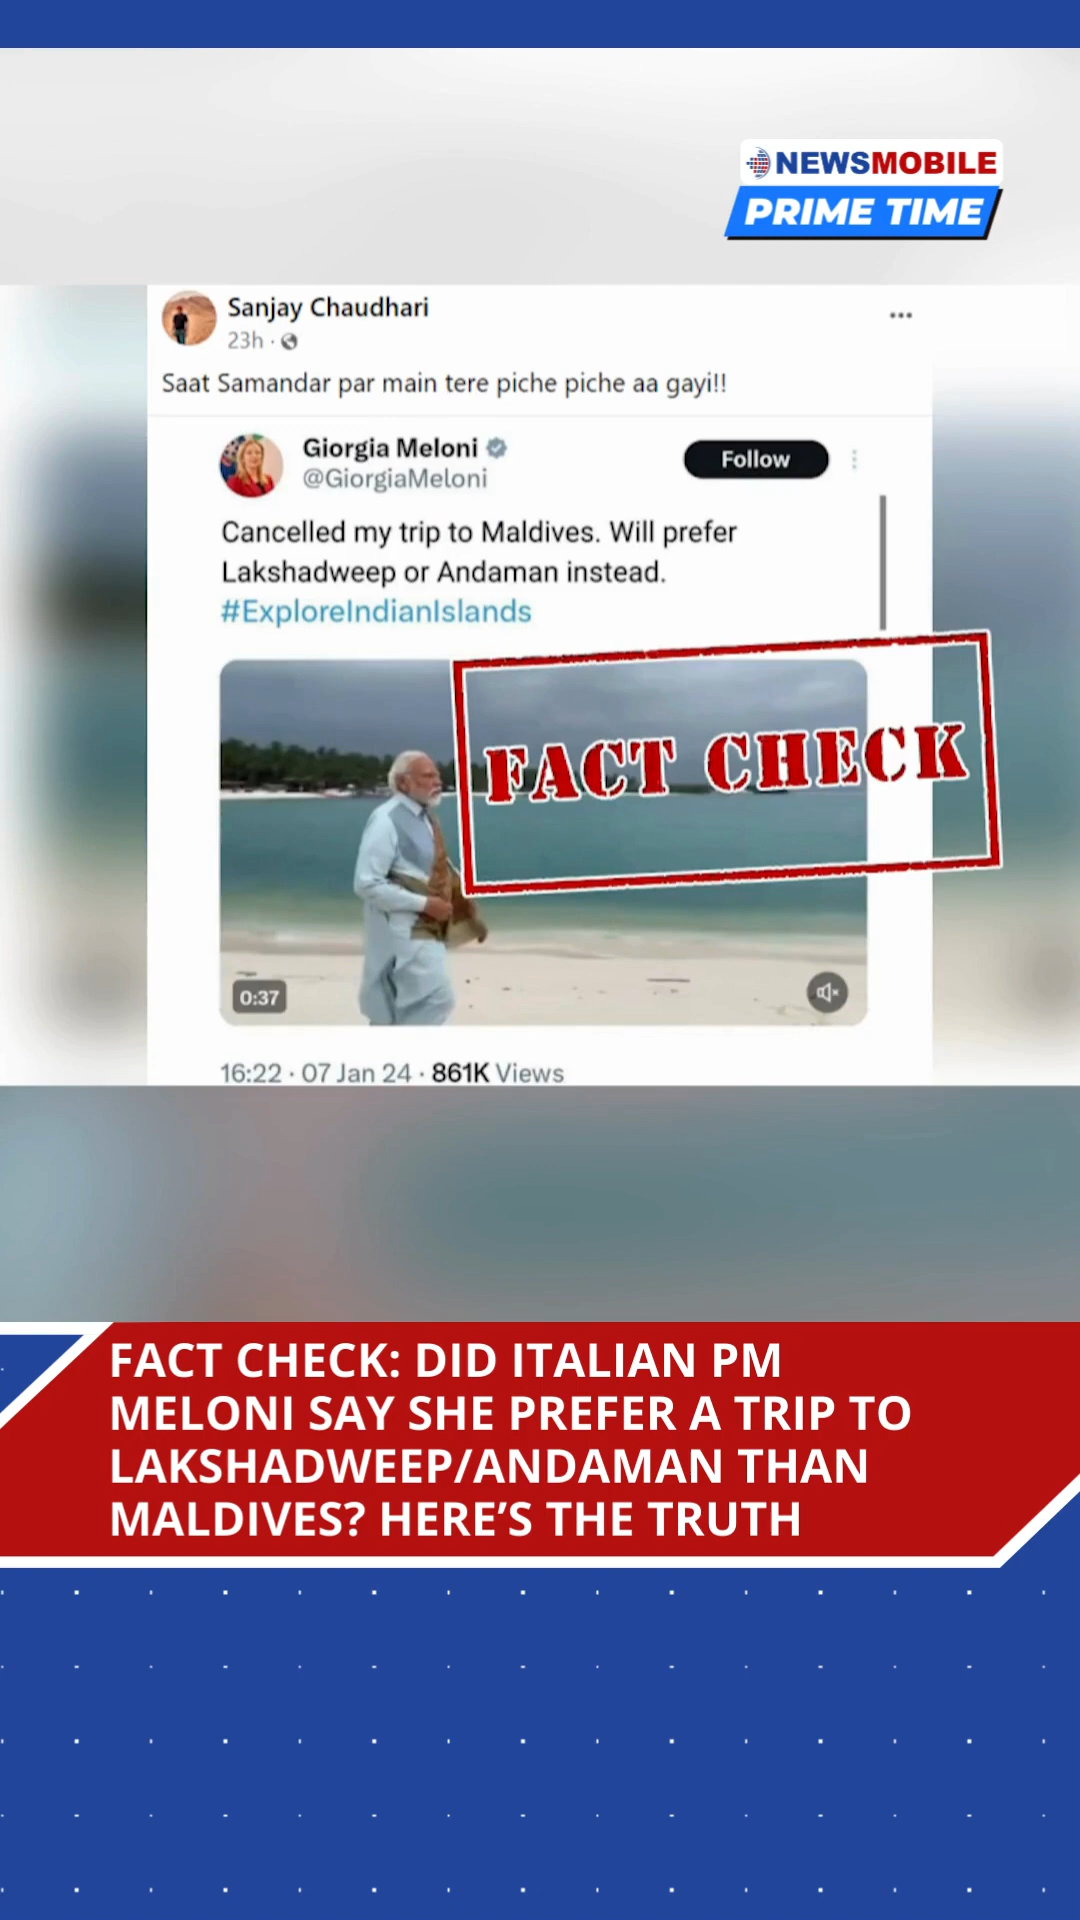 NEWSMOBILE
PRIME TIME
Sanjay Chaudhari
23h ·
Saat Samandar par main tere piche piche aa gayi!!
Giorgia Meloni
@GiorgiaMeloni
Follow
Cancelled my trip to Maldives. Will prefer
Lakshadweep or Andaman instead.
#ExploreIndianIslands
FACT CHECK
0:37
16:22 · 07 Jan 24 · 861K Views
FACT CHECK: DID ITALIAN PM
MELONI SAY SHE PREFER A TRIP TO
LAKSHADWEEP/ANDAMAN THAN
MALDIVES? HERE’S THE TRUTH